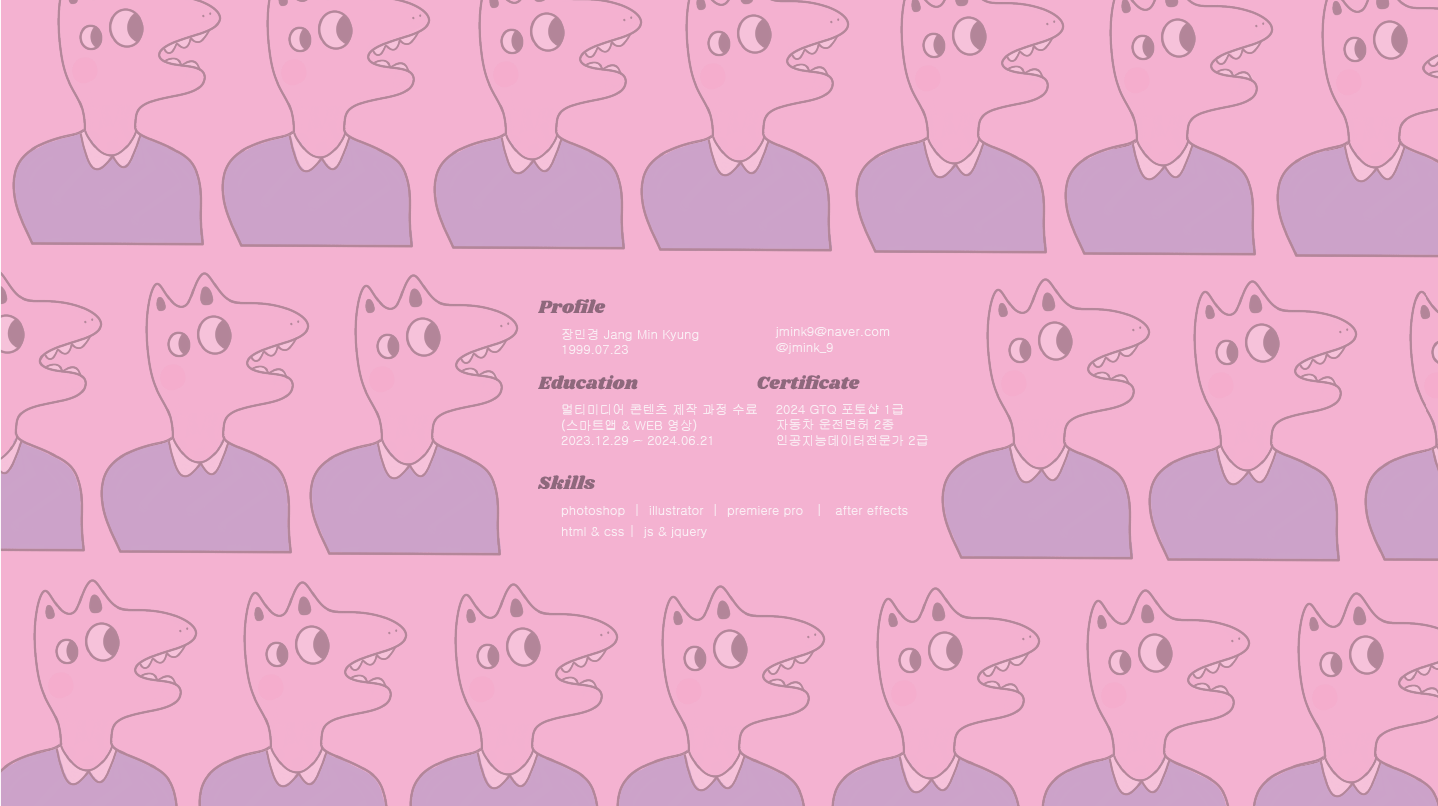 Profile
장민경 Jang Min Kyung
1999.07.23
jmink9@naver.com
@jmink_9
Education
멀티미디어 콘텐츠 제작 과정 수료
(스마트앱 & WEB 영상)
2023.12.29 ~ 2024.06.21
Certificate
2024 GTQ 포토샵 1급
자동차 운전면허 2종
인공지능데이터전문가 2급
Skills
photoshop | illustrator | premiere pro | after effects
html & css | js & jquery